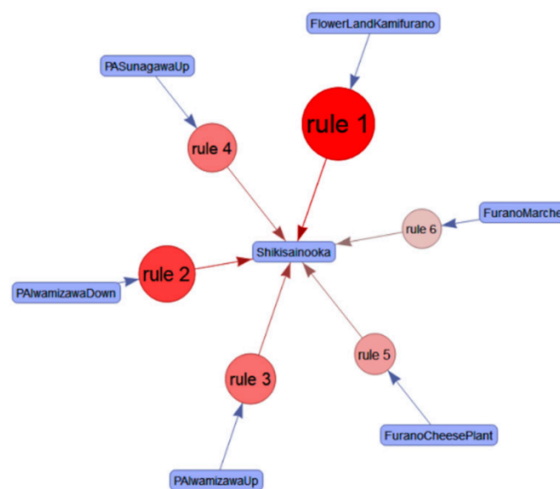 FlowerLandKamifurano
PASunagawaUp
rule 1
rule 4
FuranoMarche
rule 6
Shikisainooka
rule 2
PAIwamizawaDown
rule 5
rule 3
FuranoCheesePlant
PAIwamizawaUp